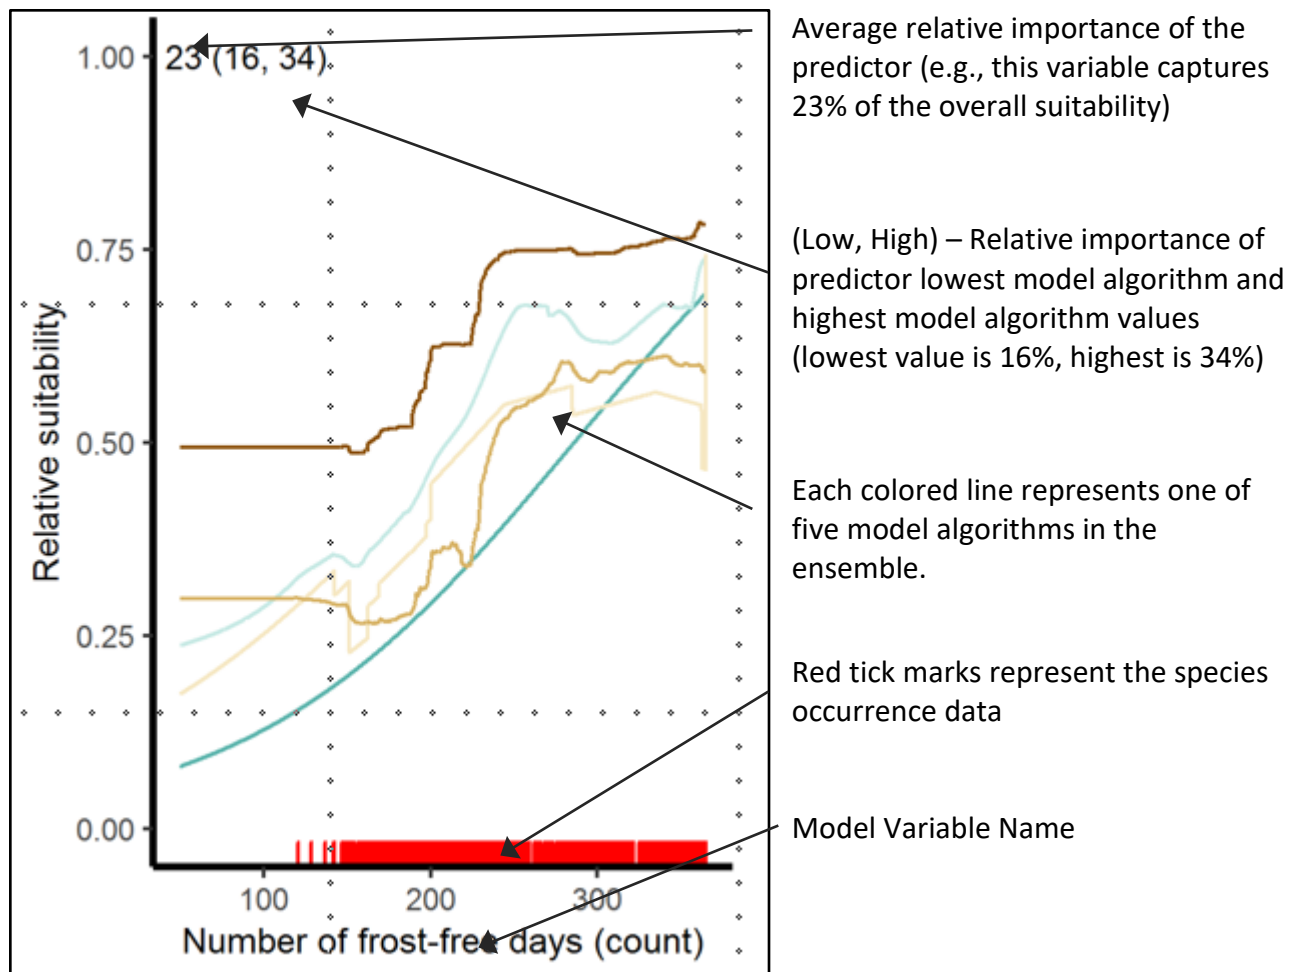 1.00
23 (16, 34)
0.75
0.50
0.25
0.00
Relative suitability
100 200 300
Number of frost-free days (count)
Average relative importance of the
predictor (e.g., this variable captures
23% of the overall suitability)
(Low, High) – Relative importance of
predictor lowest model algorithm and
highest model algorithm values
(lowest value is 16%, highest is 34%)
Each colored line represents one of
five model algorithms in the
ensemble.
Red tick marks represent the species
occurrence data
Model Variable Name